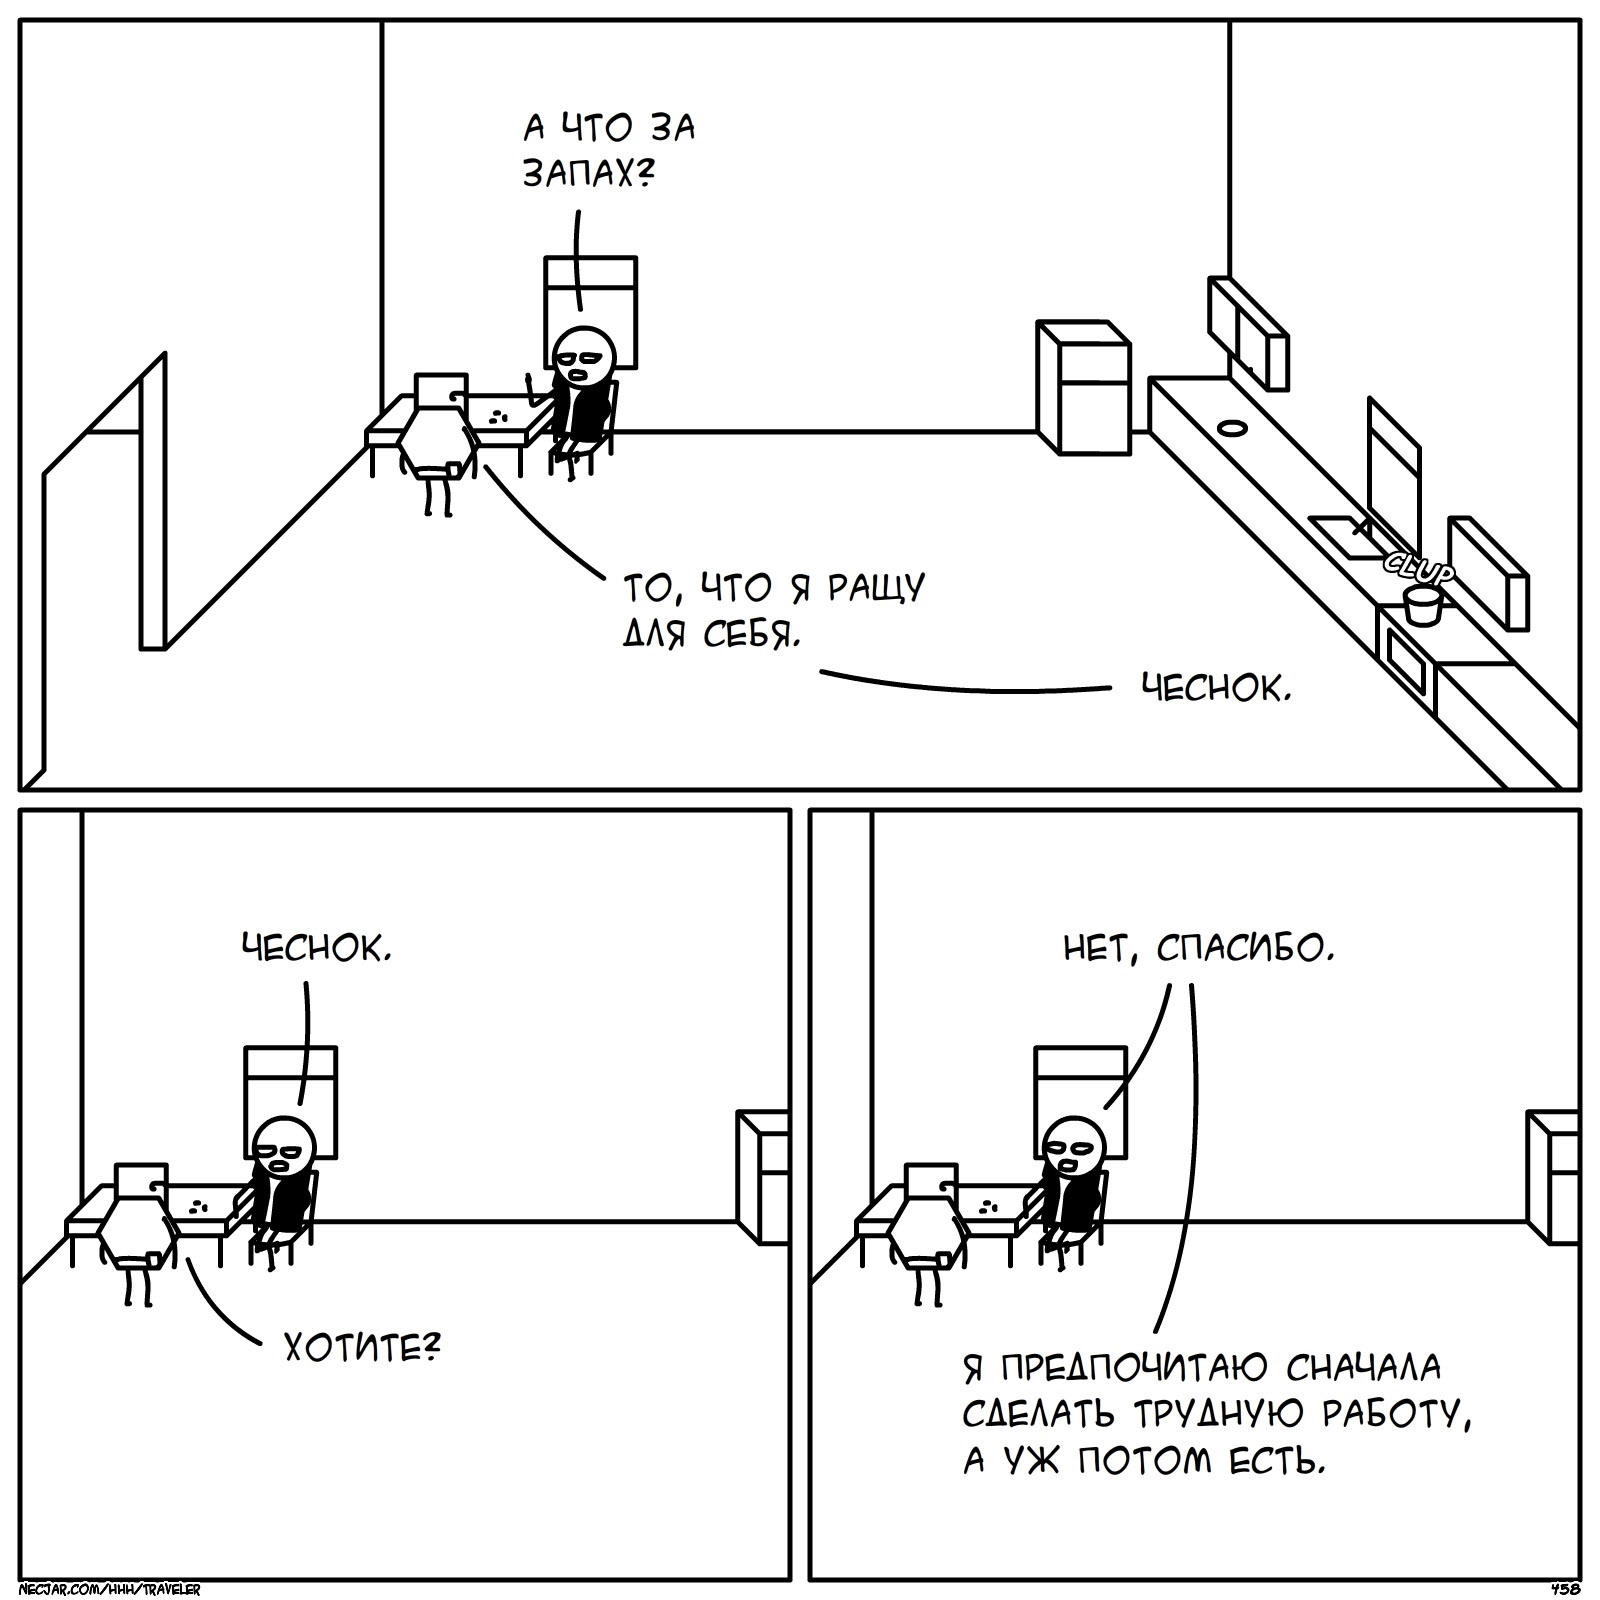 А ЧТО ЗА
ЗАПАХ?
ТО, ЧТО Я РАЩУ
ДЛЯ СЕБЯ.
CLUP
ЧЕСНОК.
ЧЕСНОК.
ХОТИТЕ?
НЕТ, СПАСИБО.
Я ПРЕДПОЧИТАЮ СНАЧАЛА
СДЕЛАТЬ ТРУДНУЮ РАБОТУ,
А УЖ ПОТОМ ЕСТЬ.
NECJAR.COM/HHH/TRAVELER
458